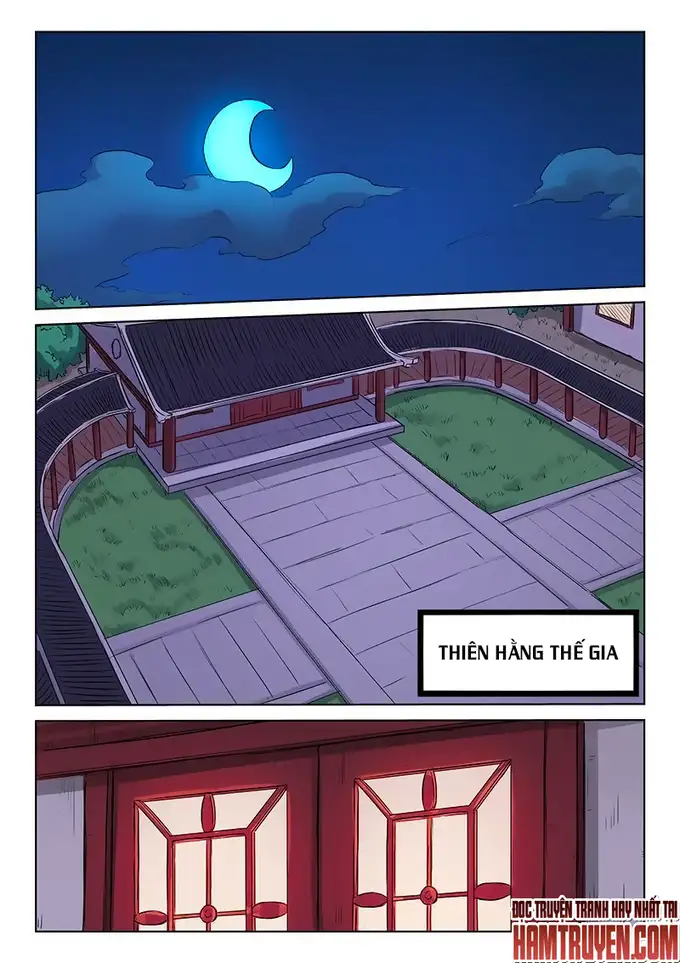 THIÊN HẰNG THẾ GIA
ĐỌC TRUYỆN TRANH HAY NHẤT TẠI
HAMTRUYEN.COM